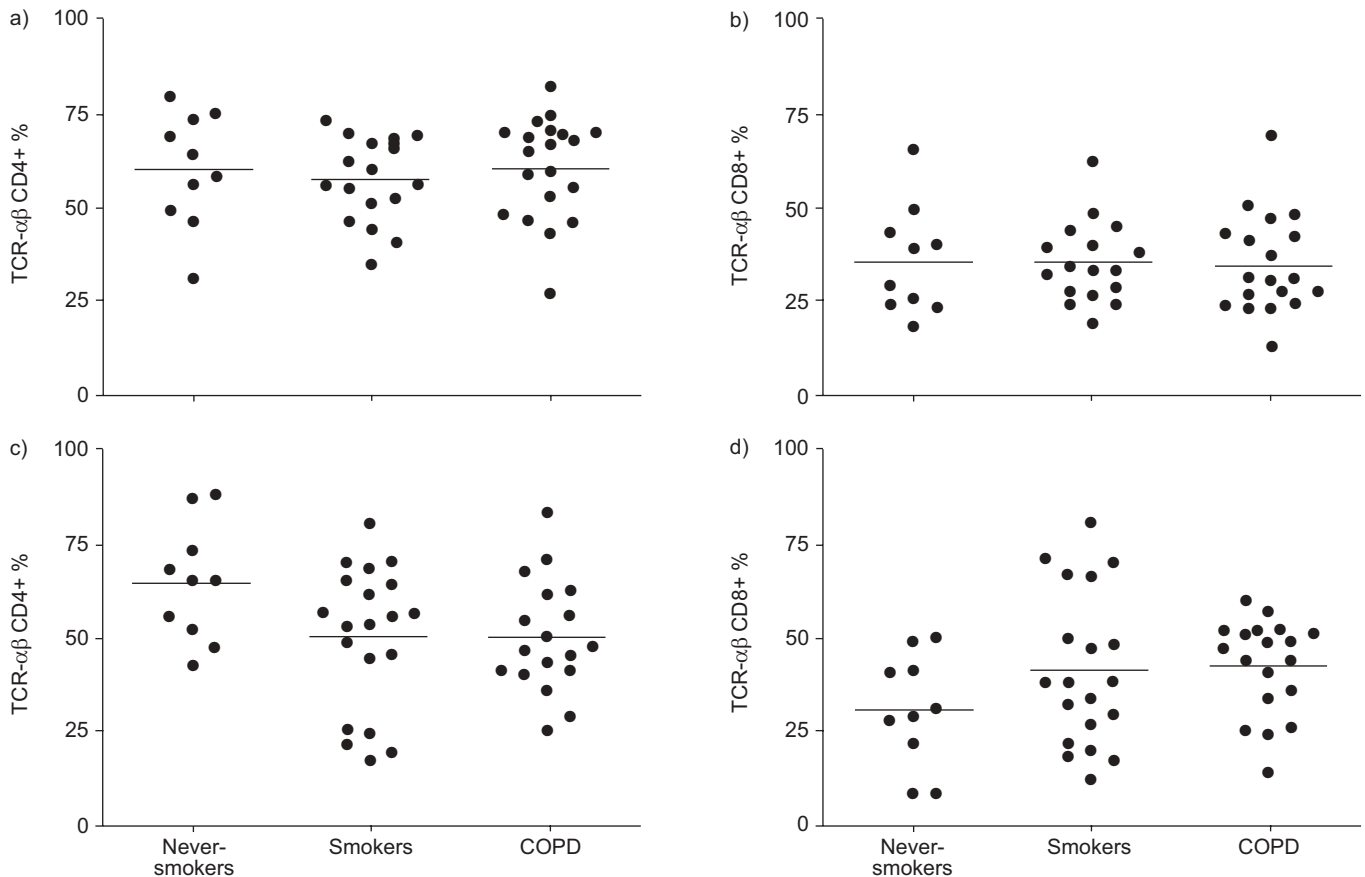 a)
100
75
50
25
0
TCR-αβ CD4+ %
b)
100
75
50
25
0
TCR-αβ CD8+ %
c)
100
75
50
25
0
TCR-αβ CD4+ %
Never-
smokers
Smokers
COPD
d)
100
75
50
25
0
TCR-αβ CD8+ %
Never-
smokers
Smokers
COPD